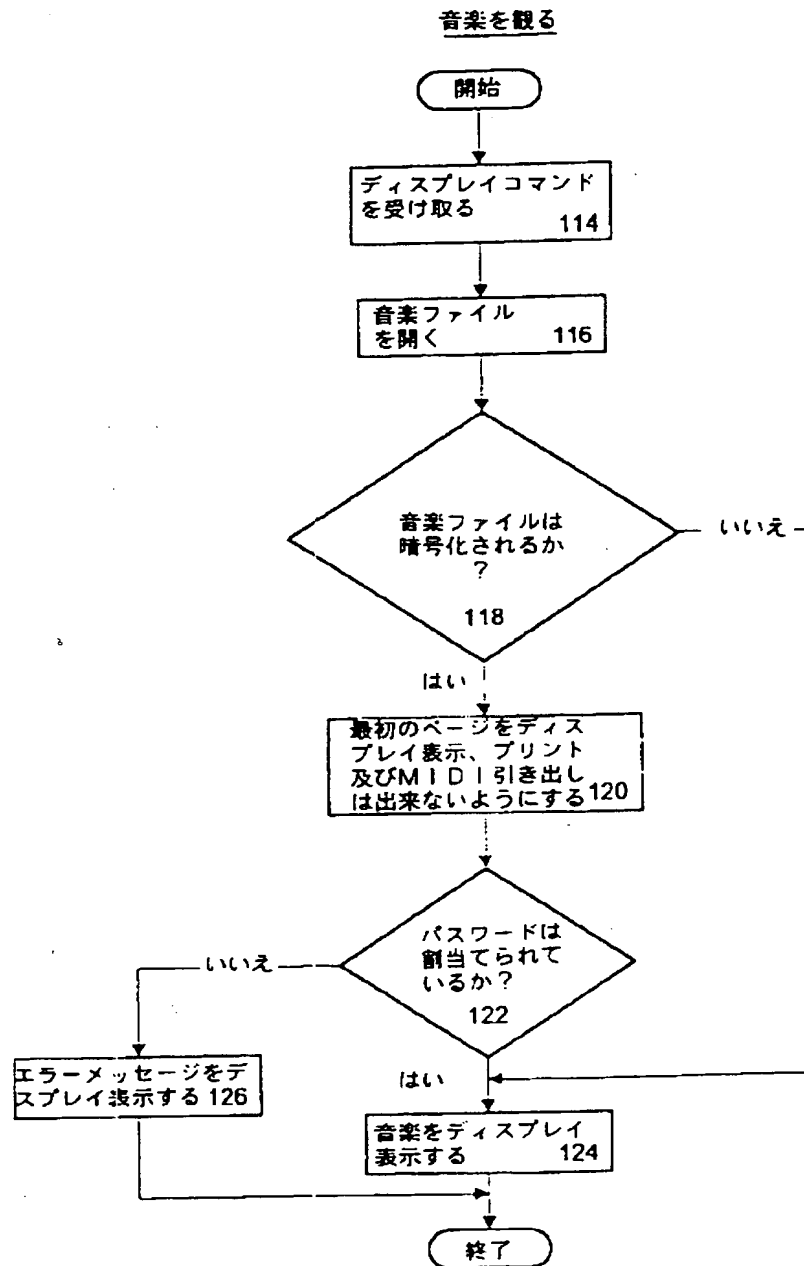 音楽を観る
開始
ディスプレイコマンド
を受け取る
114
音楽ファイル
を開く 116
音楽ファイルは
暗号化されるか
?
118
いいえ
はい
最初のページをディス
プレイ表示、プリント
及びMIDI引き出し
は出来ないようにする 120
パスワードは
割当てられて
いるか?
122
いいえ
はい
エラーメッセージをデ
スプレイ表示する 126
音楽をディスプレイ
表示する 124
終了